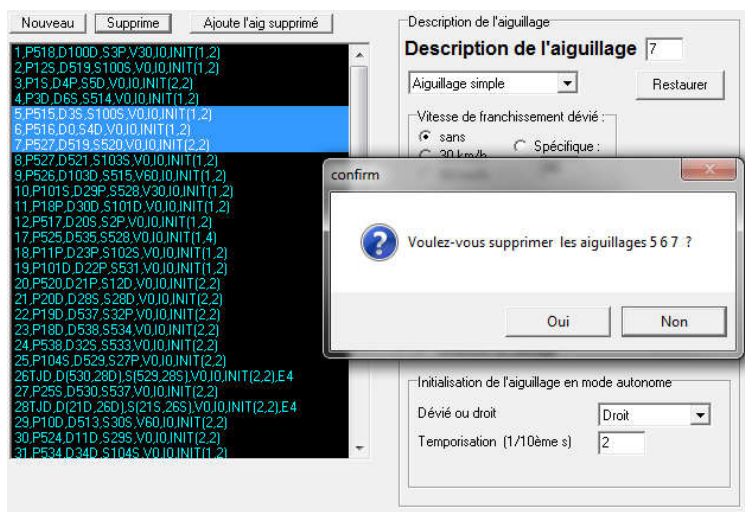 Nouveau Supprime Ajoute l'aig supprimé
1,P518,D100D,S3P,V30,I0,INIT(1,2)
2,P12S,D519,S100S,V0,I0,INIT(1,2)
3,P1S,D4P,S5D,V0,I0,INIT(2,2)
4,P3D,D6S,S514,V0,I0,INIT(1,2)
5,P515,D3S,S100S,V0,I0,INIT(1,2)
6,P516,D0,S4D,V0,I0,INIT(1,2)
7,P527,D519,S520,V0,I0,INIT(2,2)
8,P527,D521,S103S,V0,I0,INIT(1,2)
9,P526,D103D,S515,V60,I0,INIT(1,2)
10,P101S,D29P,S528,V30,I0,INIT(1,2)
11,P18P,D30D,S101D,V0,I0,INIT(1,2)
12,P517,D20S,S2P,V0,I0,INIT(1,2)
17,P525,D535,S528,V0,I0,INIT(1,4)
18,P11P,D23P,S102S,V0,I0,INIT(1,2)
19,P101D,D22P,S531,V0,I0,INIT(1,2)
20,P520,D21P,S12D,V0,I0,INIT(2,2)
21,P20D,D28S,S28D,V0,I0,INIT(2,2)
22,P19D,D537,S32P,V0,I0,INIT(2,2)
23,P18D,D538,S534,V0,I0,INIT(2,2)
24,P538,D32S,S533,V0,I0,INIT(2,2)
25,P104S,D529,S27P,V0,I0,INIT(2,2)
26TJD,D(530,28D),S(529,28S),V0,I0,INIT(2,2),E4
27,P25S,D530,S537,V0,I0,INIT(2,2)
28TJD,D(21D,26D),S(21S,26S),V0,I0,INIT(2,2),E4
29,P10D,D513,S30S,V60,I0,INIT(2,2)
30,P524,D11D,S29S,V0,I0,INIT(2,2)
31,P534,D34D,S104S,V0,I0,INIT(1,2)
Description de l'aiguillage
Description de l'aiguillage 7
Aiguillage simple Restaurer
Vitesse de franchissement dévié :
sans
Spécifique :
30 km/h
confirm
Voulez-vous supprimer les aiguillages 5 6 7 ?
Oui Non
Initialisation de l'aiguillage en mode autonome
Dévié ou droit Droit
Temporisation (1/10ème s) 2